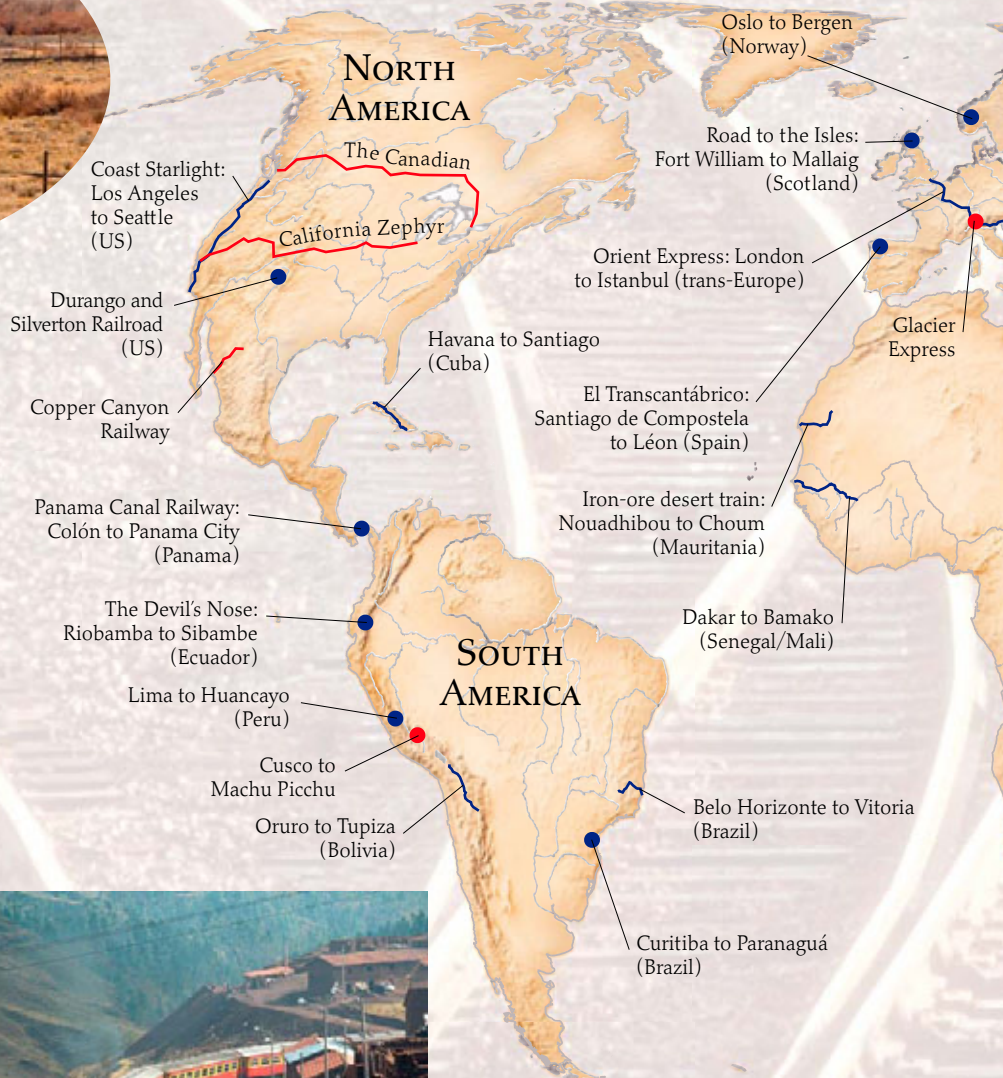 NORTH
AMERICA
The Canadian
California Zephyr
Coast Starlight:
Los Angeles
to Seattle
(US)
Durango and
Silverton Railroad
(US)
Copper Canyon
Railway
Havana to Santiago
(Cuba)
Panama Canal Railway:
Colón to Panama City
(Panama)
The Devil's Nose:
Riobamba to Sibambe
(Ecuador)
SOUTH
AMERICA
Lima to Huancayo
(Peru)
Cusco to
Machu Picchu
Oruro to Tupiza
(Bolivia)
Belo Horizonte to Vitoria
(Brazil)
Curitiba to Paranaguá
(Brazil)
Oslo to Bergen
(Norway)
Road to the Isles:
Fort William to Mallaig
(Scotland)
Orient Express: London
to Istanbul (trans-Europe)
Glacier
Express
El Transcantábrico:
Santiago de Compostela
to Léon (Spain)
Iron-ore desert train:
Nouadhibou to Choum
(Mauritania)
Dakar to Bamako
(Senegal/Mali)